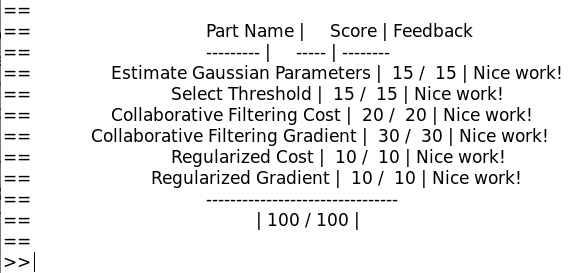 ==
== Part Name | Score | Feedback
== --------- | ----- | --------
== Estimate Gaussian Parameters | 15 / 15 | Nice work!
== Select Threshold | 15 / 15 | Nice work!
== Collaborative Filtering Cost | 20 / 20 | Nice work!
== Collaborative Filtering Gradient | 30 / 30 | Nice work!
== Regularized Cost | 10 / 10 | Nice work!
== Regularized Gradient | 10 / 10 | Nice work!
== --------------------------------
== | 100 / 100 |
==
>>